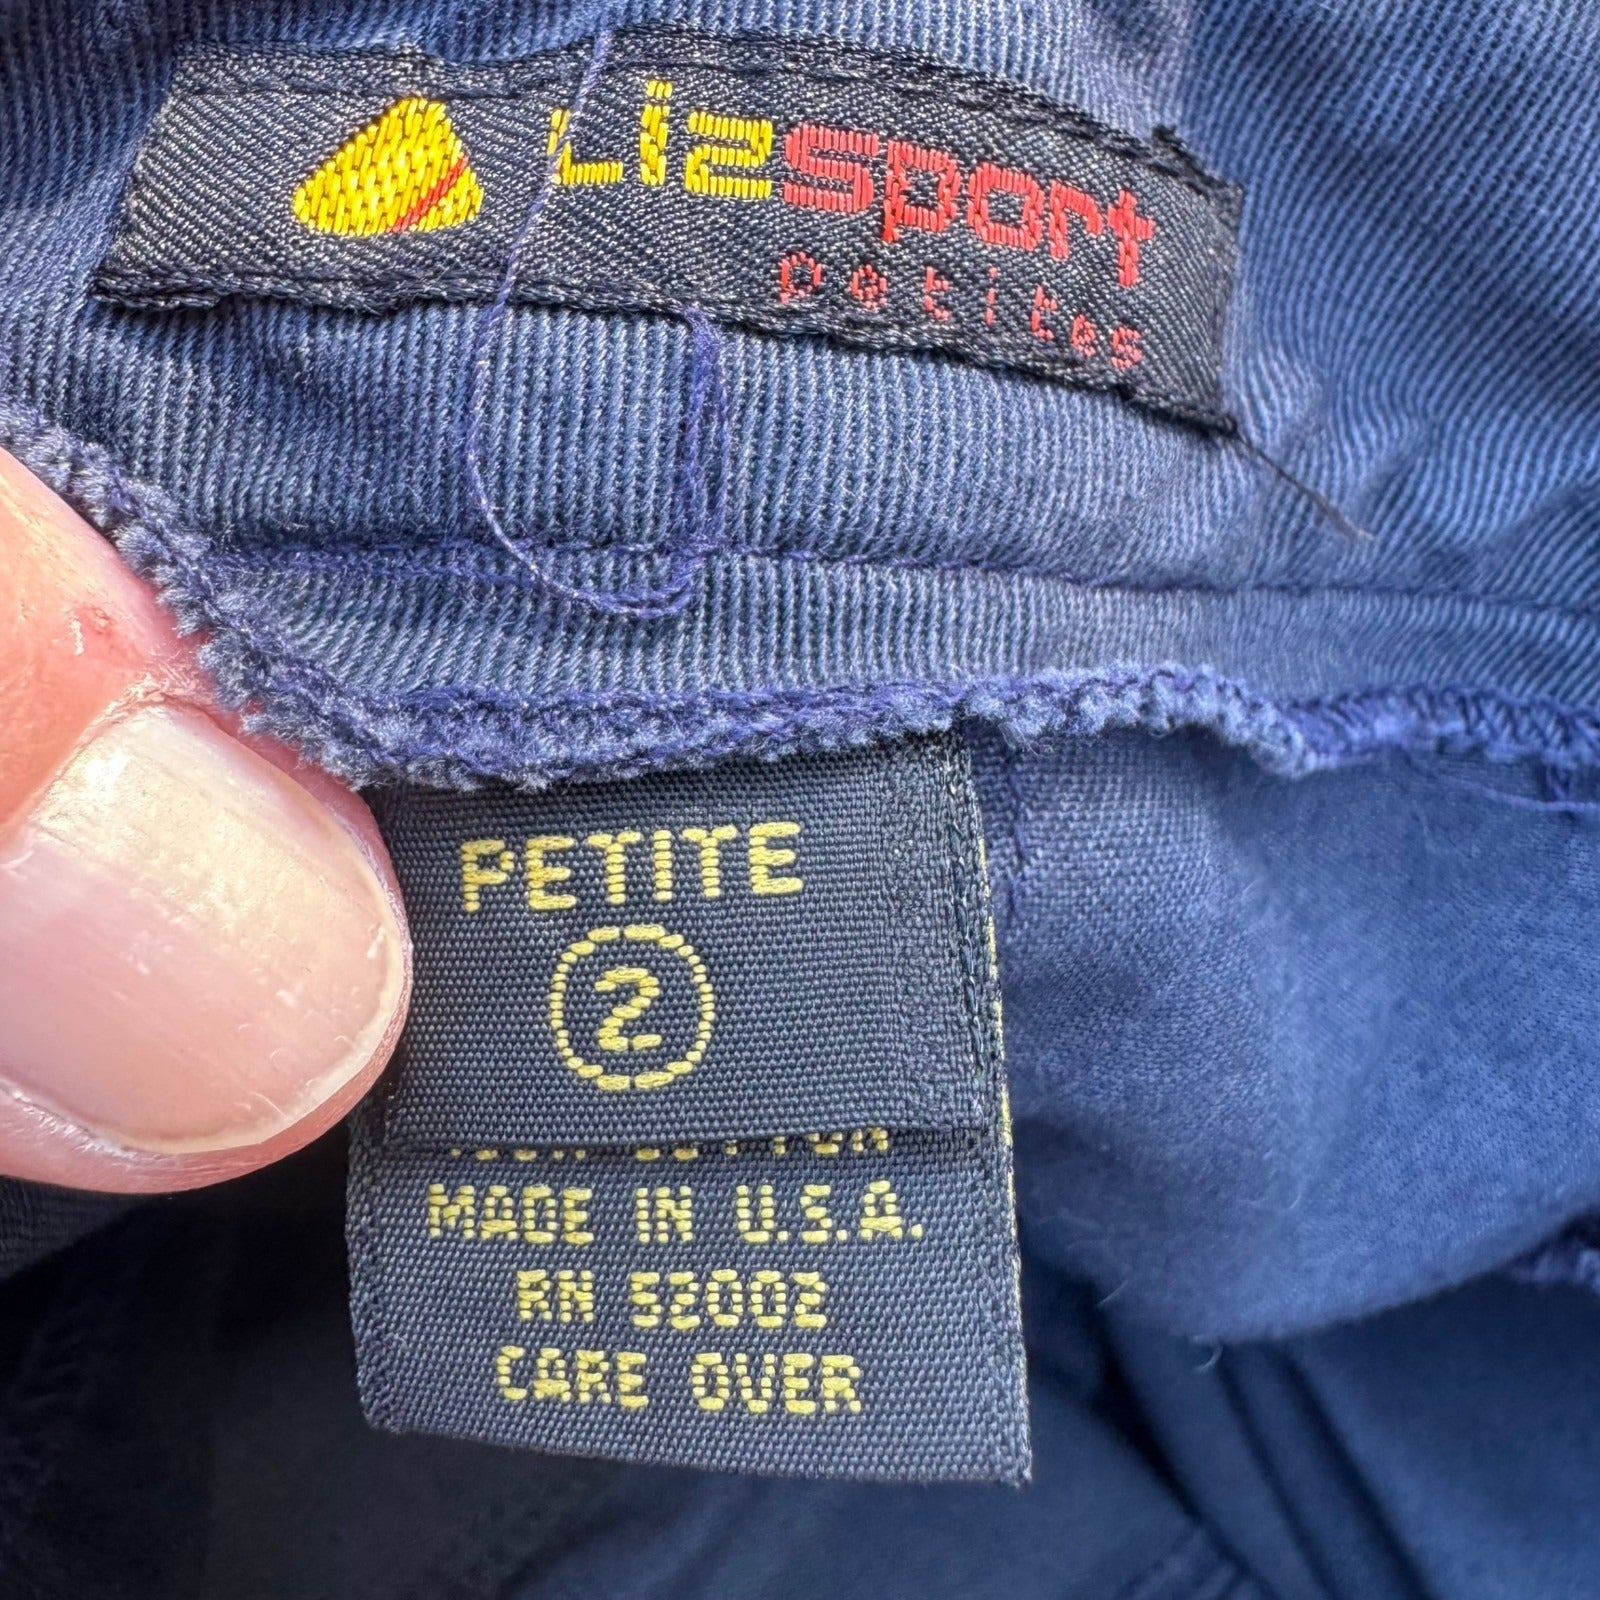 Lizsport
petites
PETITE
2
MADE IN U.S.A.
RN 52002
CARE OVER